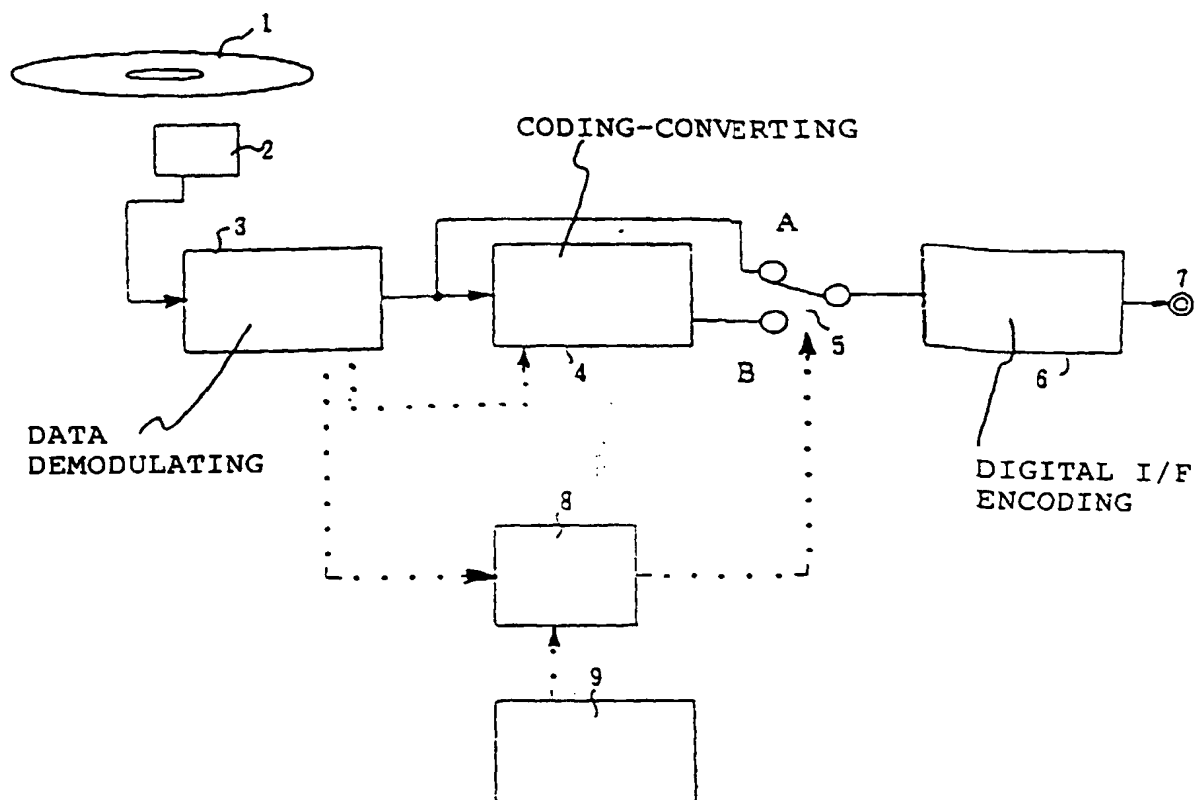 1
CODING-CONVERTING
2
3
A
7
5
4
B
6
DATA
DEMODULATING
DIGITAL I/F
ENCODING
8
9